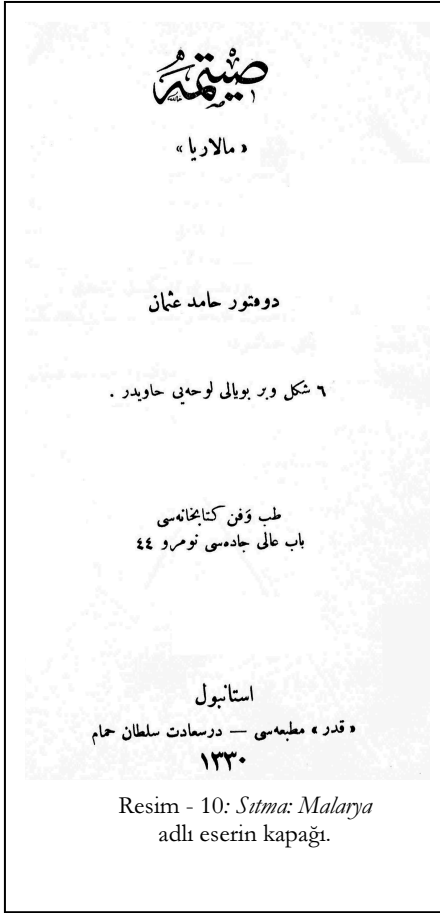 صيتمه
« مالاريا »
دوقتور حامد عثمان
٦ شكل وبر بويالى لوحه‌يى حاويدر .
طب وفن كتابخانه‌سى
باب عالى جاده‌سى نومرو ٤٤
استانبول
« قدر » مطبعه‌سى — درسعادت سلطان حمام
١٣٣٠
Resim - 10: Sıtma: Malarya
adlı eserin kapağı.